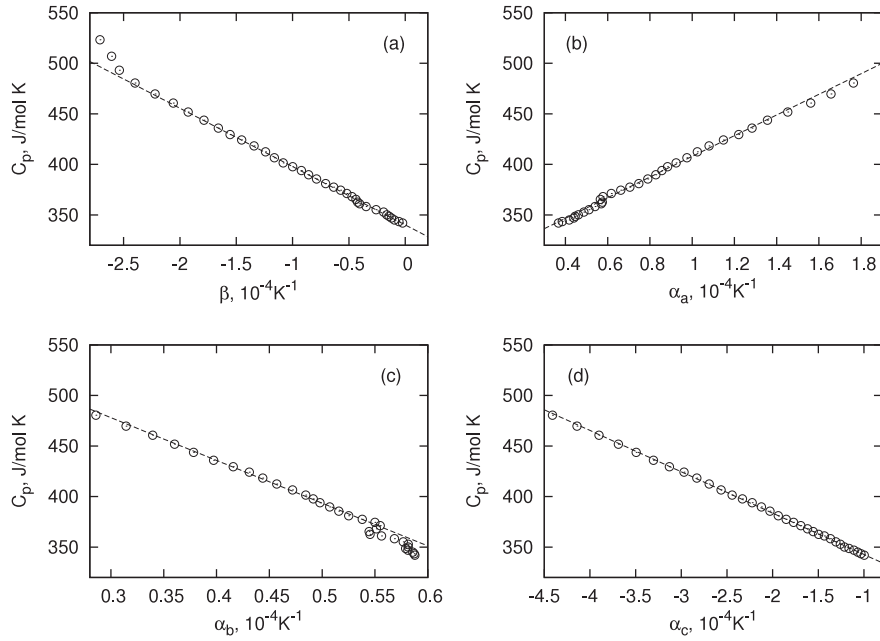 550
500
450
400
350
Cp, J/mol K
(a)
-2.5 -2 -1.5 -1 -0.5 0
β, 10⁻⁴K⁻¹
550
500
450
400
350
Cp, J/mol K
(b)
0.4 0.6 0.8 1 1.2 1.4 1.6 1.8
αa, 10⁻⁴K⁻¹
550
500
450
400
350
Cp, J/mol K
(c)
0.3 0.35 0.4 0.45 0.5 0.55 0.6
αb, 10⁻⁴K⁻¹
550
500
450
400
350
Cp, J/mol K
(d)
-4.5 -4 -3.5 -3 -2.5 -2 -1.5 -1
αc, 10⁻⁴K⁻¹